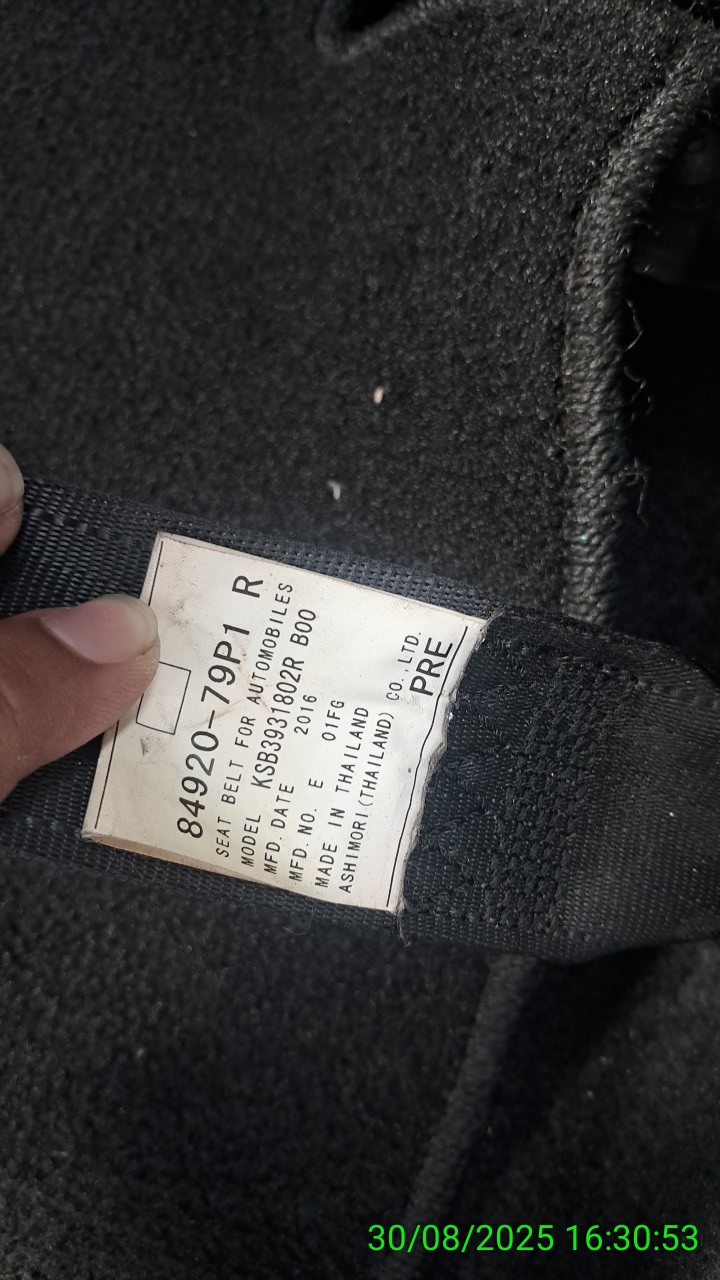 84920-79P1 R
SEAT BELT FOR AUTOMOBILES
MODEL KSB3931802R B00
MFD. DATE 2016
MFD. NO. E 01FG
MADE IN THAILAND
ASHIMORI (THAILAND) CO.,LTD.
PRE
30/08/2025 16:30:53